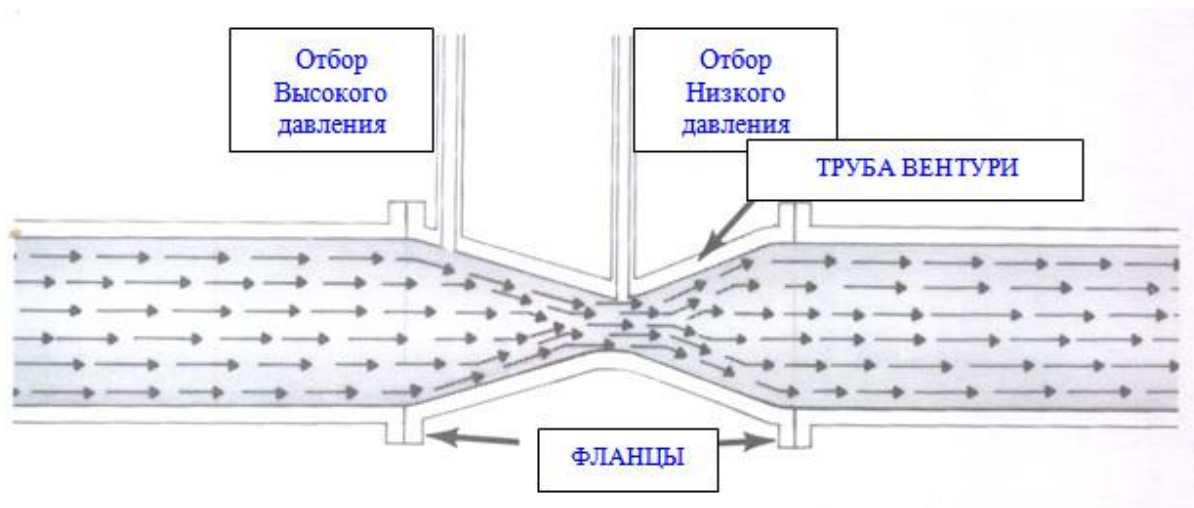 Отбор
Высокого
давления
Отбор
Низкого
давления
ТРУБА ВЕНТУРИ
ФЛАНЦЫ